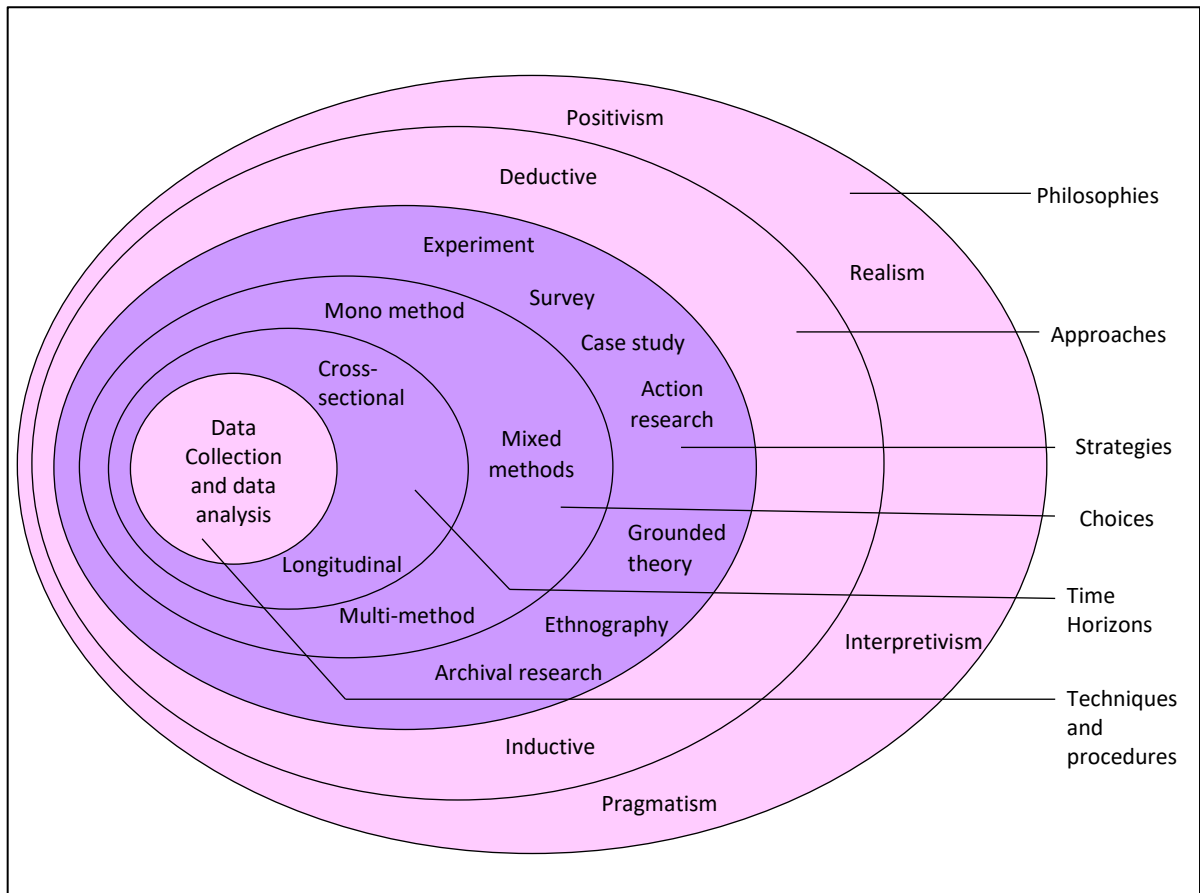 Positivism
Deductive
Philosophies
Experiment
Realism
Survey
Mono method
Approaches
Case study
Cross-
sectional
Action
research
Data
Collection
and data
analysis
Mixed
methods
Strategies
Choices
Grounded
theory
Longitudinal
Time
Horizons
Multi-method
Ethnography
Interpretivism
Archival research
Techniques
and
procedures
Inductive
Pragmatism